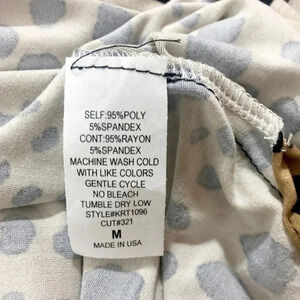 SELF:95%POLY
5%SPANDEX
CONT:95%RAYON
5%SPANDEX
MACHINE WASH COLD
WITH LIKE COLORS
GENTLE CYCLE
NO BLEACH
TUMBLE DRY LOW
STYLE#KRT1096
CUT#321
M
MADE IN USA